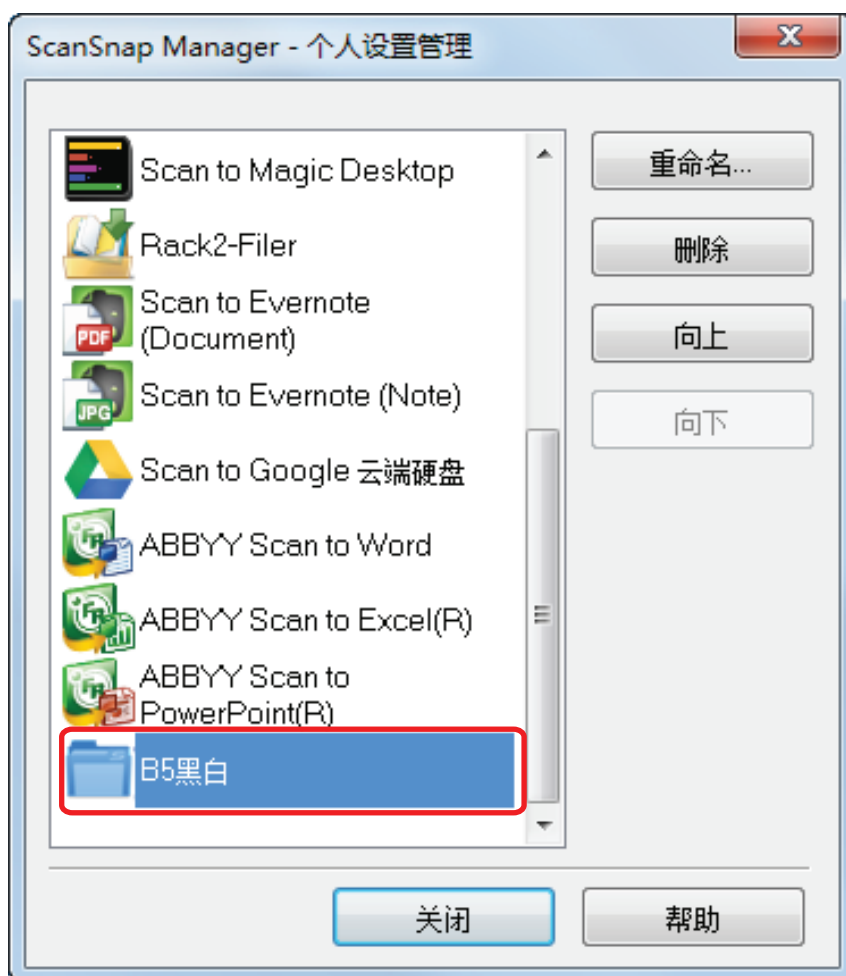 ScanSnap Manager - 个人设置管理
Scan to Magic Desktop
重命名...
Rack2-Filer
删除
Scan to Evernote
(Document)
PDF
向上
Scan to Evernote (Note)
JPG
向下
Scan to Google 云端硬盘
ABBYY Scan to Word
ABBYY Scan to Excel(R)
ABBYY Scan to
PowerPoint(R)
B5黑白
关闭
帮助